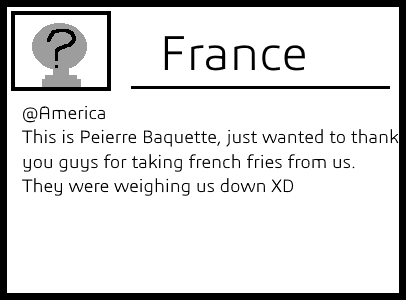 ?
France
@America
This is Peierre Baquette, just wanted to thank
you guys for taking french fries from us.
They were weighing us down XD